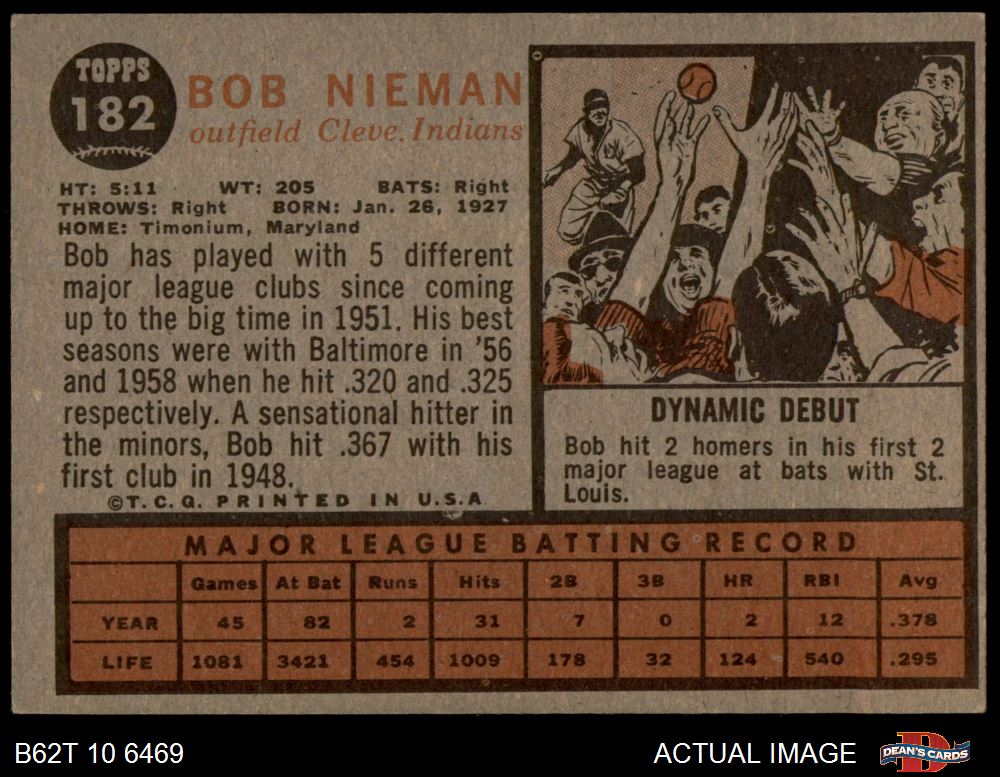 TOPPS
182
BOB NIEMAN
outfield Cleve. Indians
HT: 5:11 WT: 205 BATS: Right
THROWS: Right BORN: Jan. 26, 1927
HOME: Timonium, Maryland
Bob has played with 5 different
major league clubs since coming
up to the big time in 1951. His best
seasons were with Baltimore in '56
and 1958 when he hit .320 and .325
respectively. A sensational hitter in
the minors, Bob hit .367 with his
first club in 1948.
©T.C.G. PRINTED IN U.S.A
DYNAMIC DEBUT
Bob hit 2 homers in his first 2
major league at bats with St.
Louis.
MAJOR LEAGUE BATTING RECORD
Games At Bat Runs Hits 2B 3B HR RBI Avg
YEAR 45 82 2 31 7 0 2 12 .378
LIFE 1081 3421 454 1009 178 32 124 540 .295
B62T 10 6469
ACTUAL IMAGE
DEAN'S CARDS